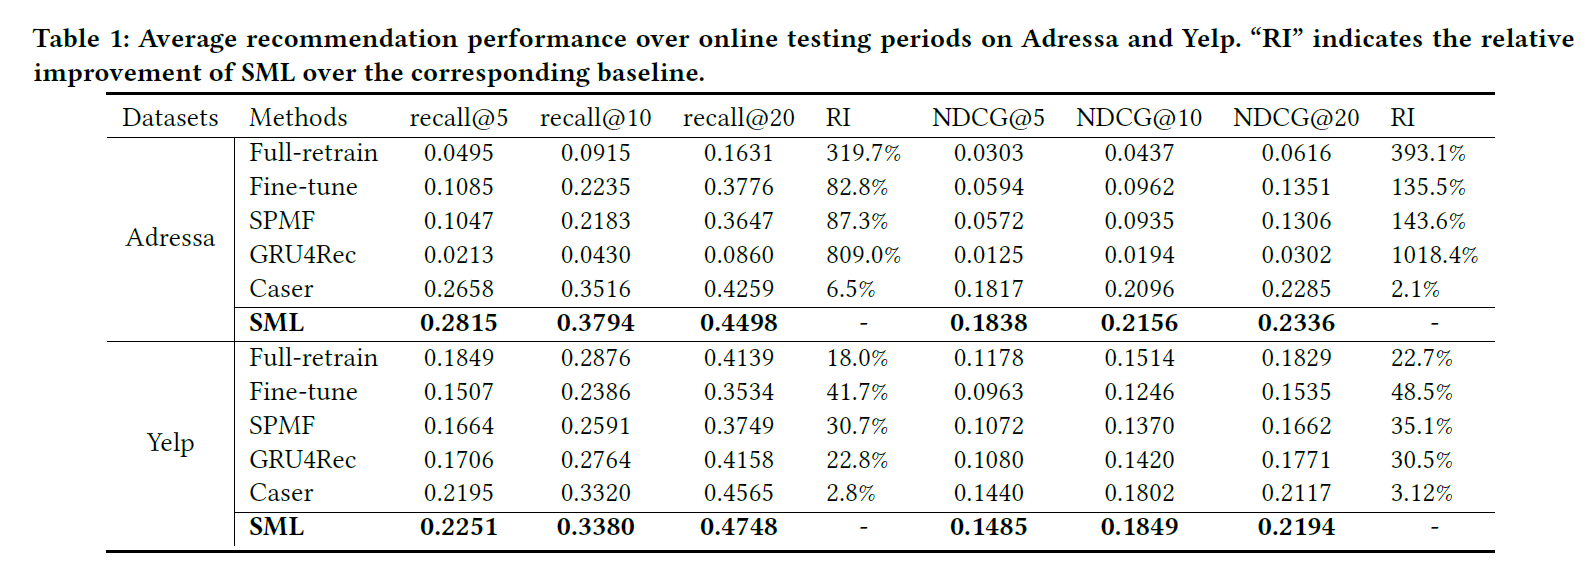 Table 1: Average recommendation performance over online testing periods on Adressa and Yelp. “RI” indicates the relative
improvement of SML over the corresponding baseline.
Datasets Methods recall@5 recall@10 recall@20 RI NDCG@5 NDCG@10 NDCG@20 RI
Adressa
Full-retrain 0.0495 0.0915 0.1631 319.7% 0.0303 0.0437 0.0616 393.1%
Fine-tune 0.1085 0.2235 0.3776 82.8% 0.0594 0.0962 0.1351 135.5%
SPMF 0.1047 0.2183 0.3647 87.3% 0.0572 0.0935 0.1306 143.6%
GRU4Rec 0.0213 0.0430 0.0860 809.0% 0.0125 0.0194 0.0302 1018.4%
Caser 0.2658 0.3516 0.4259 6.5% 0.1817 0.2096 0.2285 2.1%
SML 0.2815 0.3794 0.4498 - 0.1838 0.2156 0.2336 -
Yelp
Full-retrain 0.1849 0.2876 0.4139 18.0% 0.1178 0.1514 0.1829 22.7%
Fine-tune 0.1507 0.2386 0.3534 41.7% 0.0963 0.1246 0.1535 48.5%
SPMF 0.1664 0.2591 0.3749 30.7% 0.1072 0.1370 0.1662 35.1%
GRU4Rec 0.1706 0.2764 0.4158 22.8% 0.1080 0.1420 0.1771 30.5%
Caser 0.2195 0.3320 0.4565 2.8% 0.1440 0.1802 0.2117 3.12%
SML 0.2251 0.3380 0.4748 - 0.1485 0.1849 0.2194 -